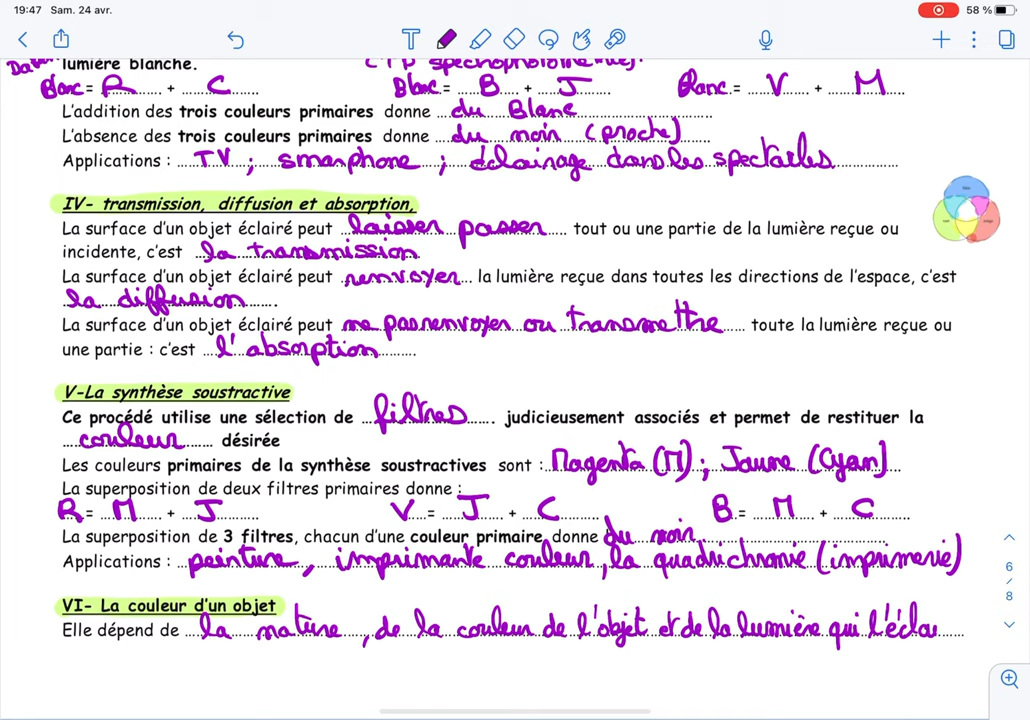 19:47 Sam. 24 avr. 58 %
lumière blanche.
Blanc = R + C Blanc = B + J Blanc = V + M
L'addition des trois couleurs primaires donne du Blanc
L'absence des trois couleurs primaires donne du noir (proche)
Applications : TV ; smarphone ; éclairage dans les spectacles
IV- transmission, diffusion et absorption,
La surface d'un objet éclairé peut laisser passer tout ou une partie de la lumière reçue ou
incidente, c'est la transmission
La surface d'un objet éclairé peut renvoyer la lumière reçue dans toutes les directions de l'espace, c'est
la diffusion.
La surface d'un objet éclairé peut ne pas renvoyer ou transmettre toute la lumière reçue ou
une partie : c'est l'absorption
V-La synthèse soustractive
Ce procédé utilise une sélection de filtres. judicieusement associés et permet de restituer la
couleur désirée
Les couleurs primaires de la synthèse soustractives sont : Magenta (M) ; Jaune (Cyan)
La superposition de deux filtres primaires donne :
R = M + J V = J + C B = M + C
La superposition de 3 filtres, chacun d'une couleur primaire, donne du noir
Applications : peinture, imprimante couleur, la quadrichromie (imprimerie)
VI- La couleur d'un objet
Elle dépend de la nature, de la couleur de l'objet et de la lumière qui l'éclai
6
/
8